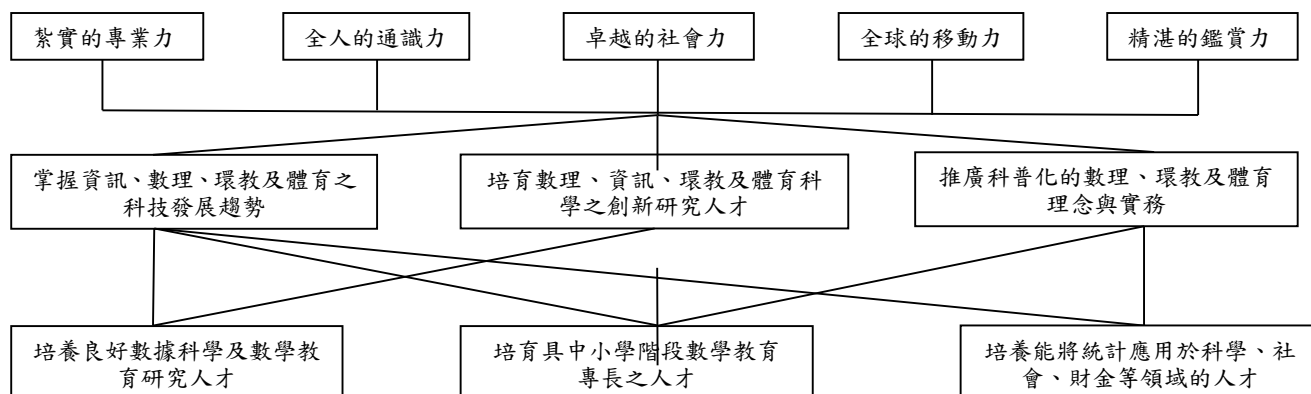 紮實的專業力
全人的通識力
卓越的社會力
全球的移動力
精湛的鑑賞力
掌握資訊、數理、環教及體育之
科技發展趨勢
培育數理、資訊、環教及體育科
學之創新研究人才
推廣科普化的數理、環教及體育
理念與實務
培養良好數據科學及數學教
育研究人才
培育具中小學階段數學教育
專長之人才
培養能將統計應用於科學、社
會、財金等領域的人才